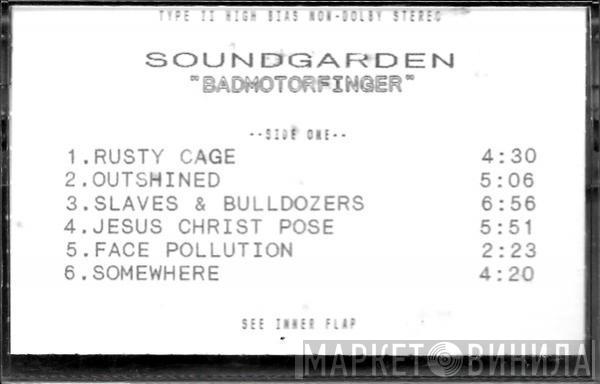 TYPE II HIGH BIAS NON-DOLBY STEREO
SOUNDGARDEN
"BADMOTORFINGER"
--SIDE ONE--
1.RUSTY CAGE 4:30
2.OUTSHINED 5:06
3.SLAVES & BULLDOZERS 6:56
4.JESUS CHRIST POSE 5:51
5.FACE POLLUTION 2:23
6.SOMEWHERE 4:20
SEE INNER FLAP
МАРКЕТ ВИНИЛА